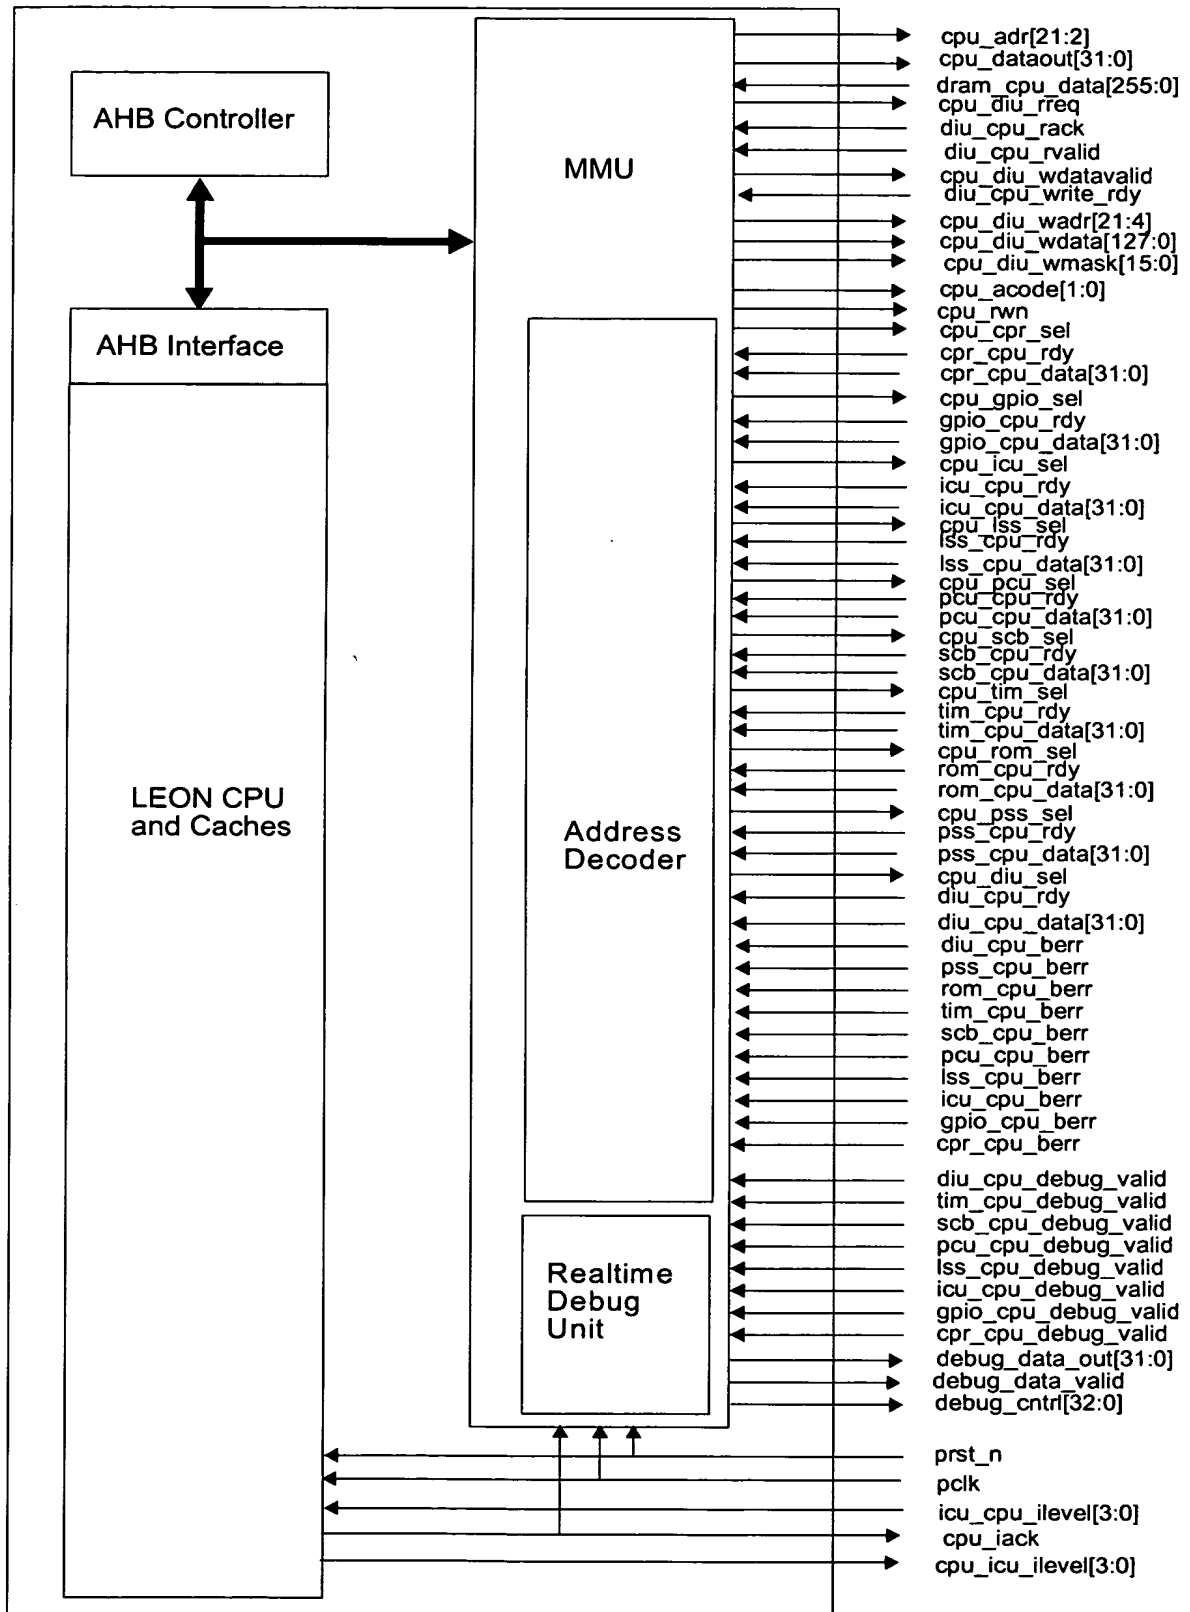 AHB Controller
AHB Interface
LEON CPU
and Caches
MMU
Address
Decoder
Realtime
Debug
Unit
cpu_adr[21:2]
cpu_dataout[31:0]
dram_cpu_data[255:0]
cpu_diu_rreq
diu_cpu_rack
diu_cpu_rvalid
cpu_diu_wdatavalid
diu_cpu_write_rdy
cpu_diu_wadr[21:4]
cpu_diu_wdata[127:0]
cpu_diu_wmask[15:0]
cpu_acode[1:0]
cpu_rwn
cpu_cpr_sel
cpr_cpu_rdy
cpr_cpu_data[31:0]
cpu_gpio_sel
gpio_cpu_rdy
gpio_cpu_data[31:0]
cpu_icu_sel
icu_cpu_rdy
icu_cpu_data[31:0]
cpu_lss_sel
lss_cpu_rdy
lss_cpu_data[31:0]
cpu_pcu_sel
pcu_cpu_rdy
pcu_cpu_data[31:0]
cpu_scb_sel
scb_cpu_rdy
scb_cpu_data[31:0]
cpu_tim_sel
tim_cpu_rdy
tim_cpu_data[31:0]
cpu_rom_sel
rom_cpu_rdy
rom_cpu_data[31:0]
cpu_pss_sel
pss_cpu_rdy
pss_cpu_data[31:0]
cpu_diu_sel
diu_cpu_rdy
diu_cpu_data[31:0]
diu_cpu_berr
pss_cpu_berr
rom_cpu_berr
tim_cpu_berr
scb_cpu_berr
pcu_cpu_berr
lss_cpu_berr
icu_cpu_berr
gpio_cpu_berr
cpr_cpu_berr
diu_cpu_debug_valid
tim_cpu_debug_valid
scb_cpu_debug_valid
pcu_cpu_debug_valid
lss_cpu_debug_valid
icu_cpu_debug_valid
gpio_cpu_debug_valid
cpr_cpu_debug_valid
debug_data_out[31:0]
debug_data_valid
debug_cntrl[32:0]
prst_n
pclk
icu_cpu_ilevel[3:0]
cpu_iack
cpu_icu_ilevel[3:0]